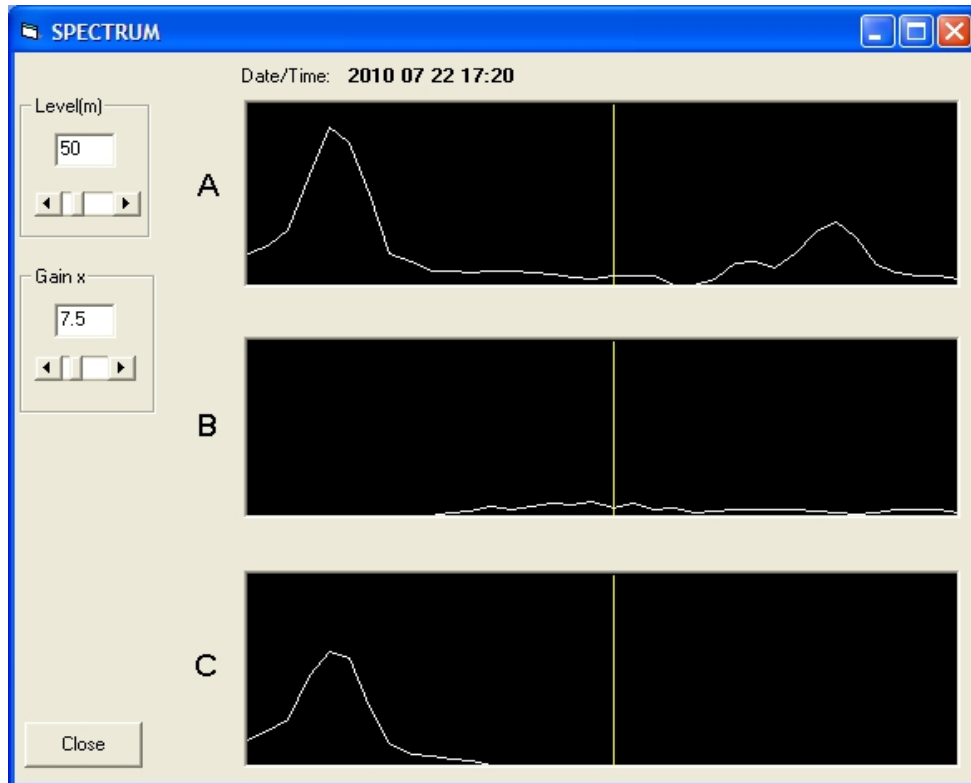 SPECTRUM
Date/Time: 2010 07 22 17:20
Level(m)
50
A
Gain x
7.5
B
C
Close